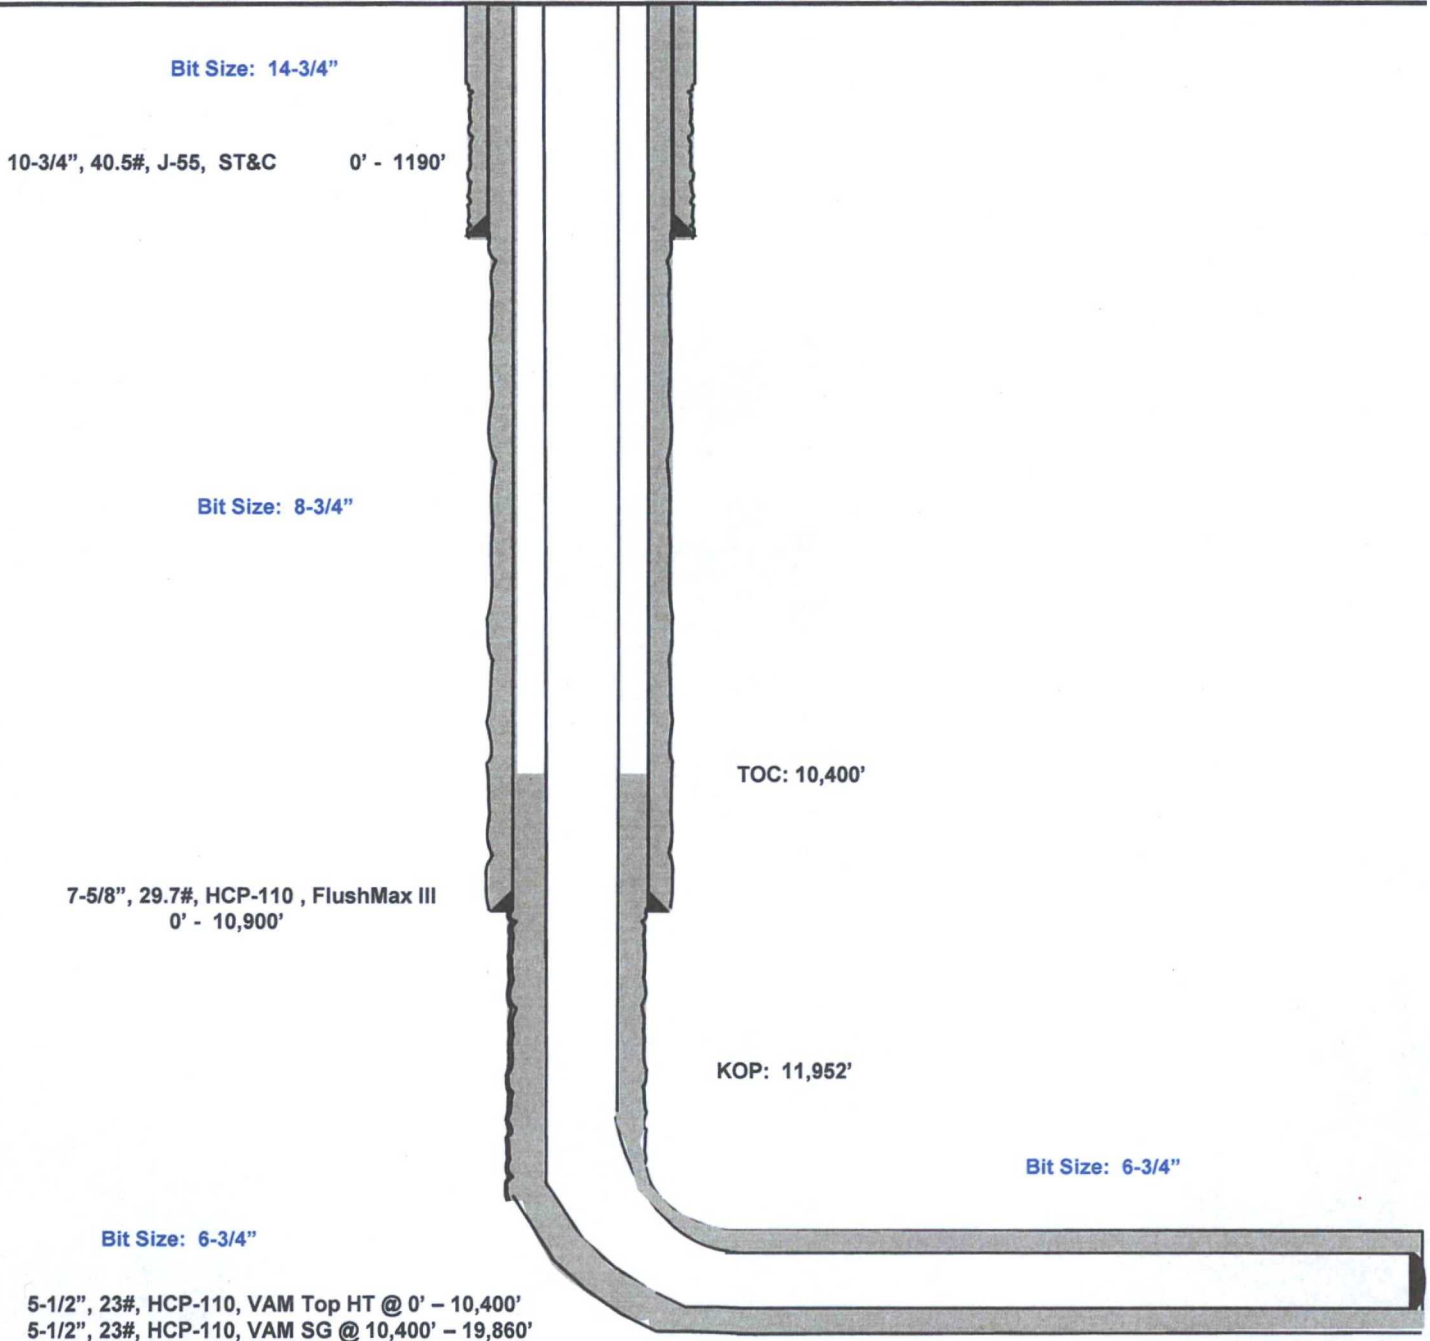 Bit Size: 14-3/4”
10-3/4”, 40.5#, J-55, ST&C 0’ - 1190’
Bit Size: 8-3/4”
TOC: 10,400’
7-5/8”, 29.7#, HCP-110 , FlushMax III
0’ - 10,900’
KOP: 11,952’
Bit Size: 6-3/4”
Bit Size: 6-3/4”
5-1/2”, 23#, HCP-110, VAM Top HT @ 0’ – 10,400’
5-1/2”, 23#, HCP-110, VAM SG @ 10,400’ – 19,860’